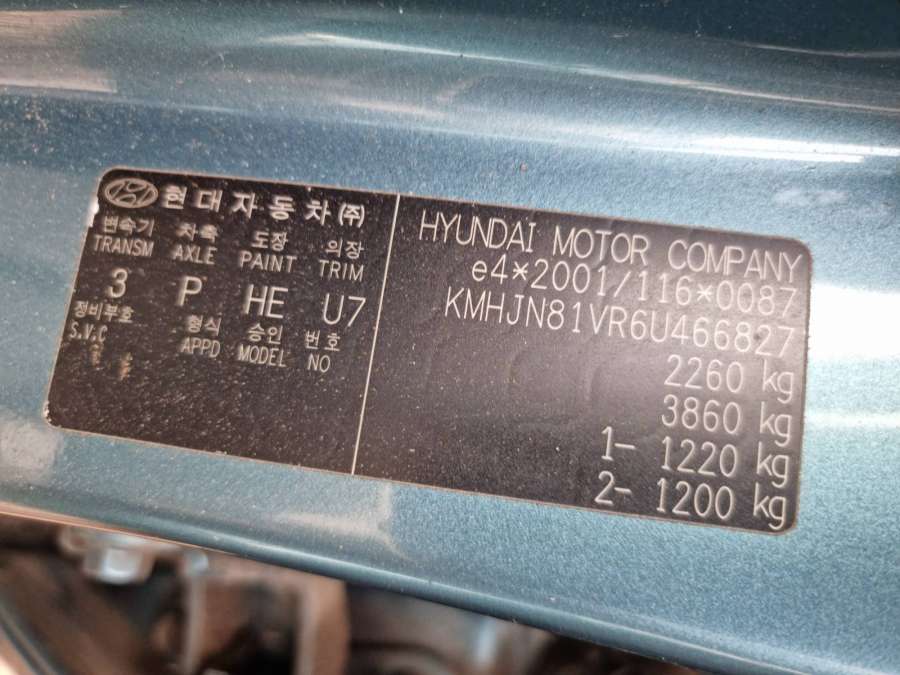 현대자동차(주)
변속기 차축 도장 의장
TRANSM AXLE PAINT TRIM
3 P HE U7
정비부호 형식 승인 번호
S.V.C APPD MODEL NO
HYUNDAI MOTOR COMPANY
e4*2001/116*0087
KMHJN81VR6U466827
2260 kg
3860 kg
1- 1220 kg
2- 1200 kg